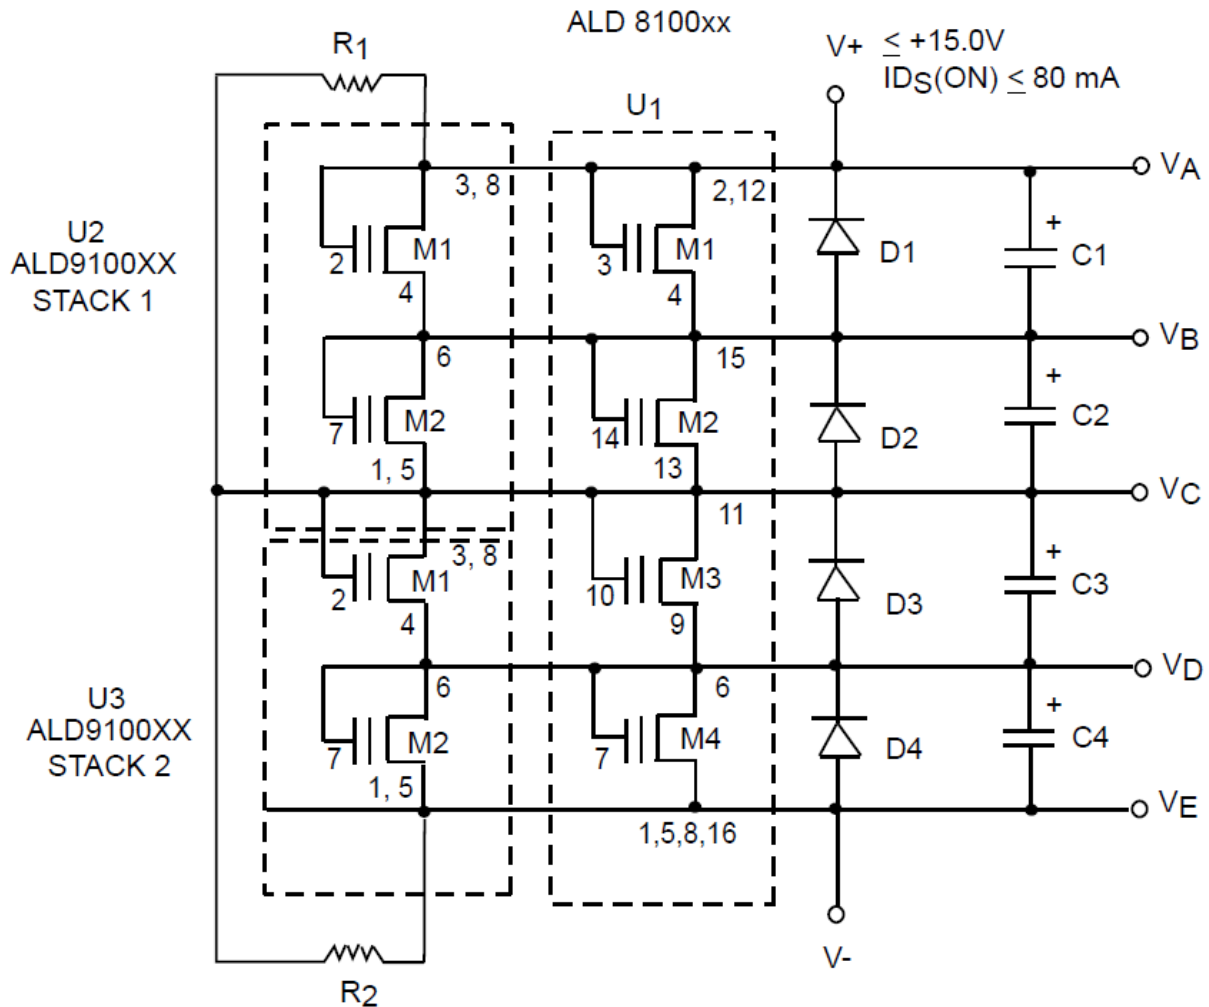 ALD 8100xx
R1
V+ ≤ +15.0V
IDS(ON) ≤ 80 mA
U1
VA
3, 8
2,12
+
U2
ALD9100XX
STACK 1
2
M1
3
M1
D1
C1
4
4
VB
6
15
+
7
M2
14
M2
D2
C2
1, 5
13
VC
11
3, 8
+
2
M1
10
M3
D3
C3
4
9
VD
6
6
+
U3
ALD9100XX
STACK 2
7
M2
7
M4
D4
C4
1, 5
VE
1,5,8,16
V-
R2